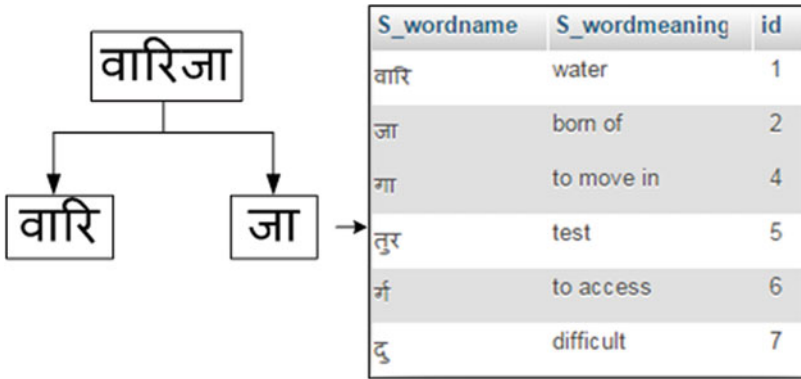 वारिजा
वारि
जा
S_wordname S_wordmeaning id
वारि water 1
जा born of 2
गा to move in 4
तुर test 5
र्ग to access 6
दु difficult 7